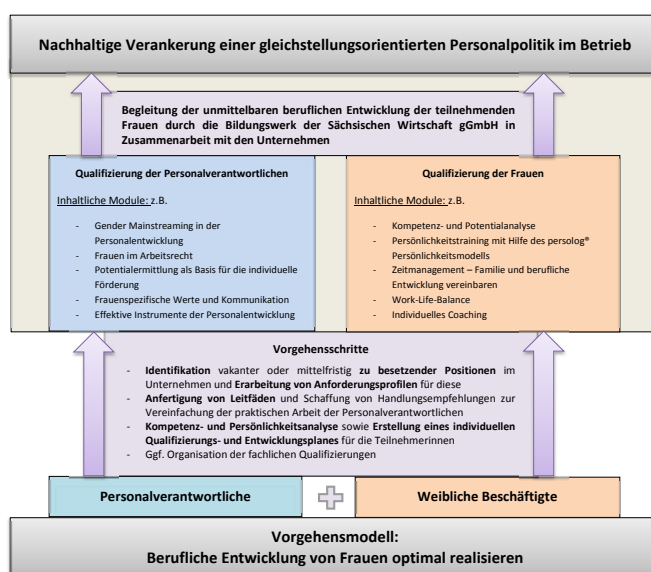 Nachhaltige Verankerung einer gleichstellungsorientierten Personalpolitik im Betrieb
Begleitung der unmittelbaren beruflichen Entwicklung der teilnehmenden
Frauen durch die Bildungswerk der Sächsischen Wirtschaft gGmbH in
Zusammenarbeit mit den Unternehmen
Qualifizierung der Personalverantwortlichen
Inhaltliche Module: z.B.
- Gender Mainstreaming in der
Personalentwicklung
- Frauen im Arbeitsrecht
- Potentialermittlung als Basis für die individuelle
Förderung
- Frauenspezifische Werte und Kommunikation
- Effektive Instrumente der Personalentwicklung
Qualifizierung der Frauen
Inhaltliche Module: z.B.
- Kompetenz- und Potentialanalyse
- Persönlichkeitstraining mit Hilfe des persolog®
Persönlichkeitsmodells
- Zeitmanagement – Familie und berufliche
Entwicklung vereinbaren
- Work-Life-Balance
- Individuelles Coaching
Vorgehensschritte
- Identifikation vakanter oder mittelfristig zu besetzender Positionen im
Unternehmen und Erarbeitung von Anforderungsprofilen für diese
- Anfertigung von Leitfäden und Schaffung von Handlungsempfehlungen zur
Vereinfachung der praktischen Arbeit der Personalverantwortlichen
- Kompetenz- und Persönlichkeitsanalyse sowie Erstellung eines individuellen
Qualifizierungs- und Entwicklungsplanes für die Teilnehmerinnen
- Ggf. Organisation der fachlichen Qualifizierungen
Personalverantwortliche
Weibliche Beschäftigte
Vorgehensmodell:
Berufliche Entwicklung von Frauen optimal realisieren